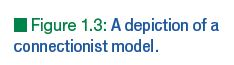 ■ Figure 1.3: A depiction of a
connectionist model.